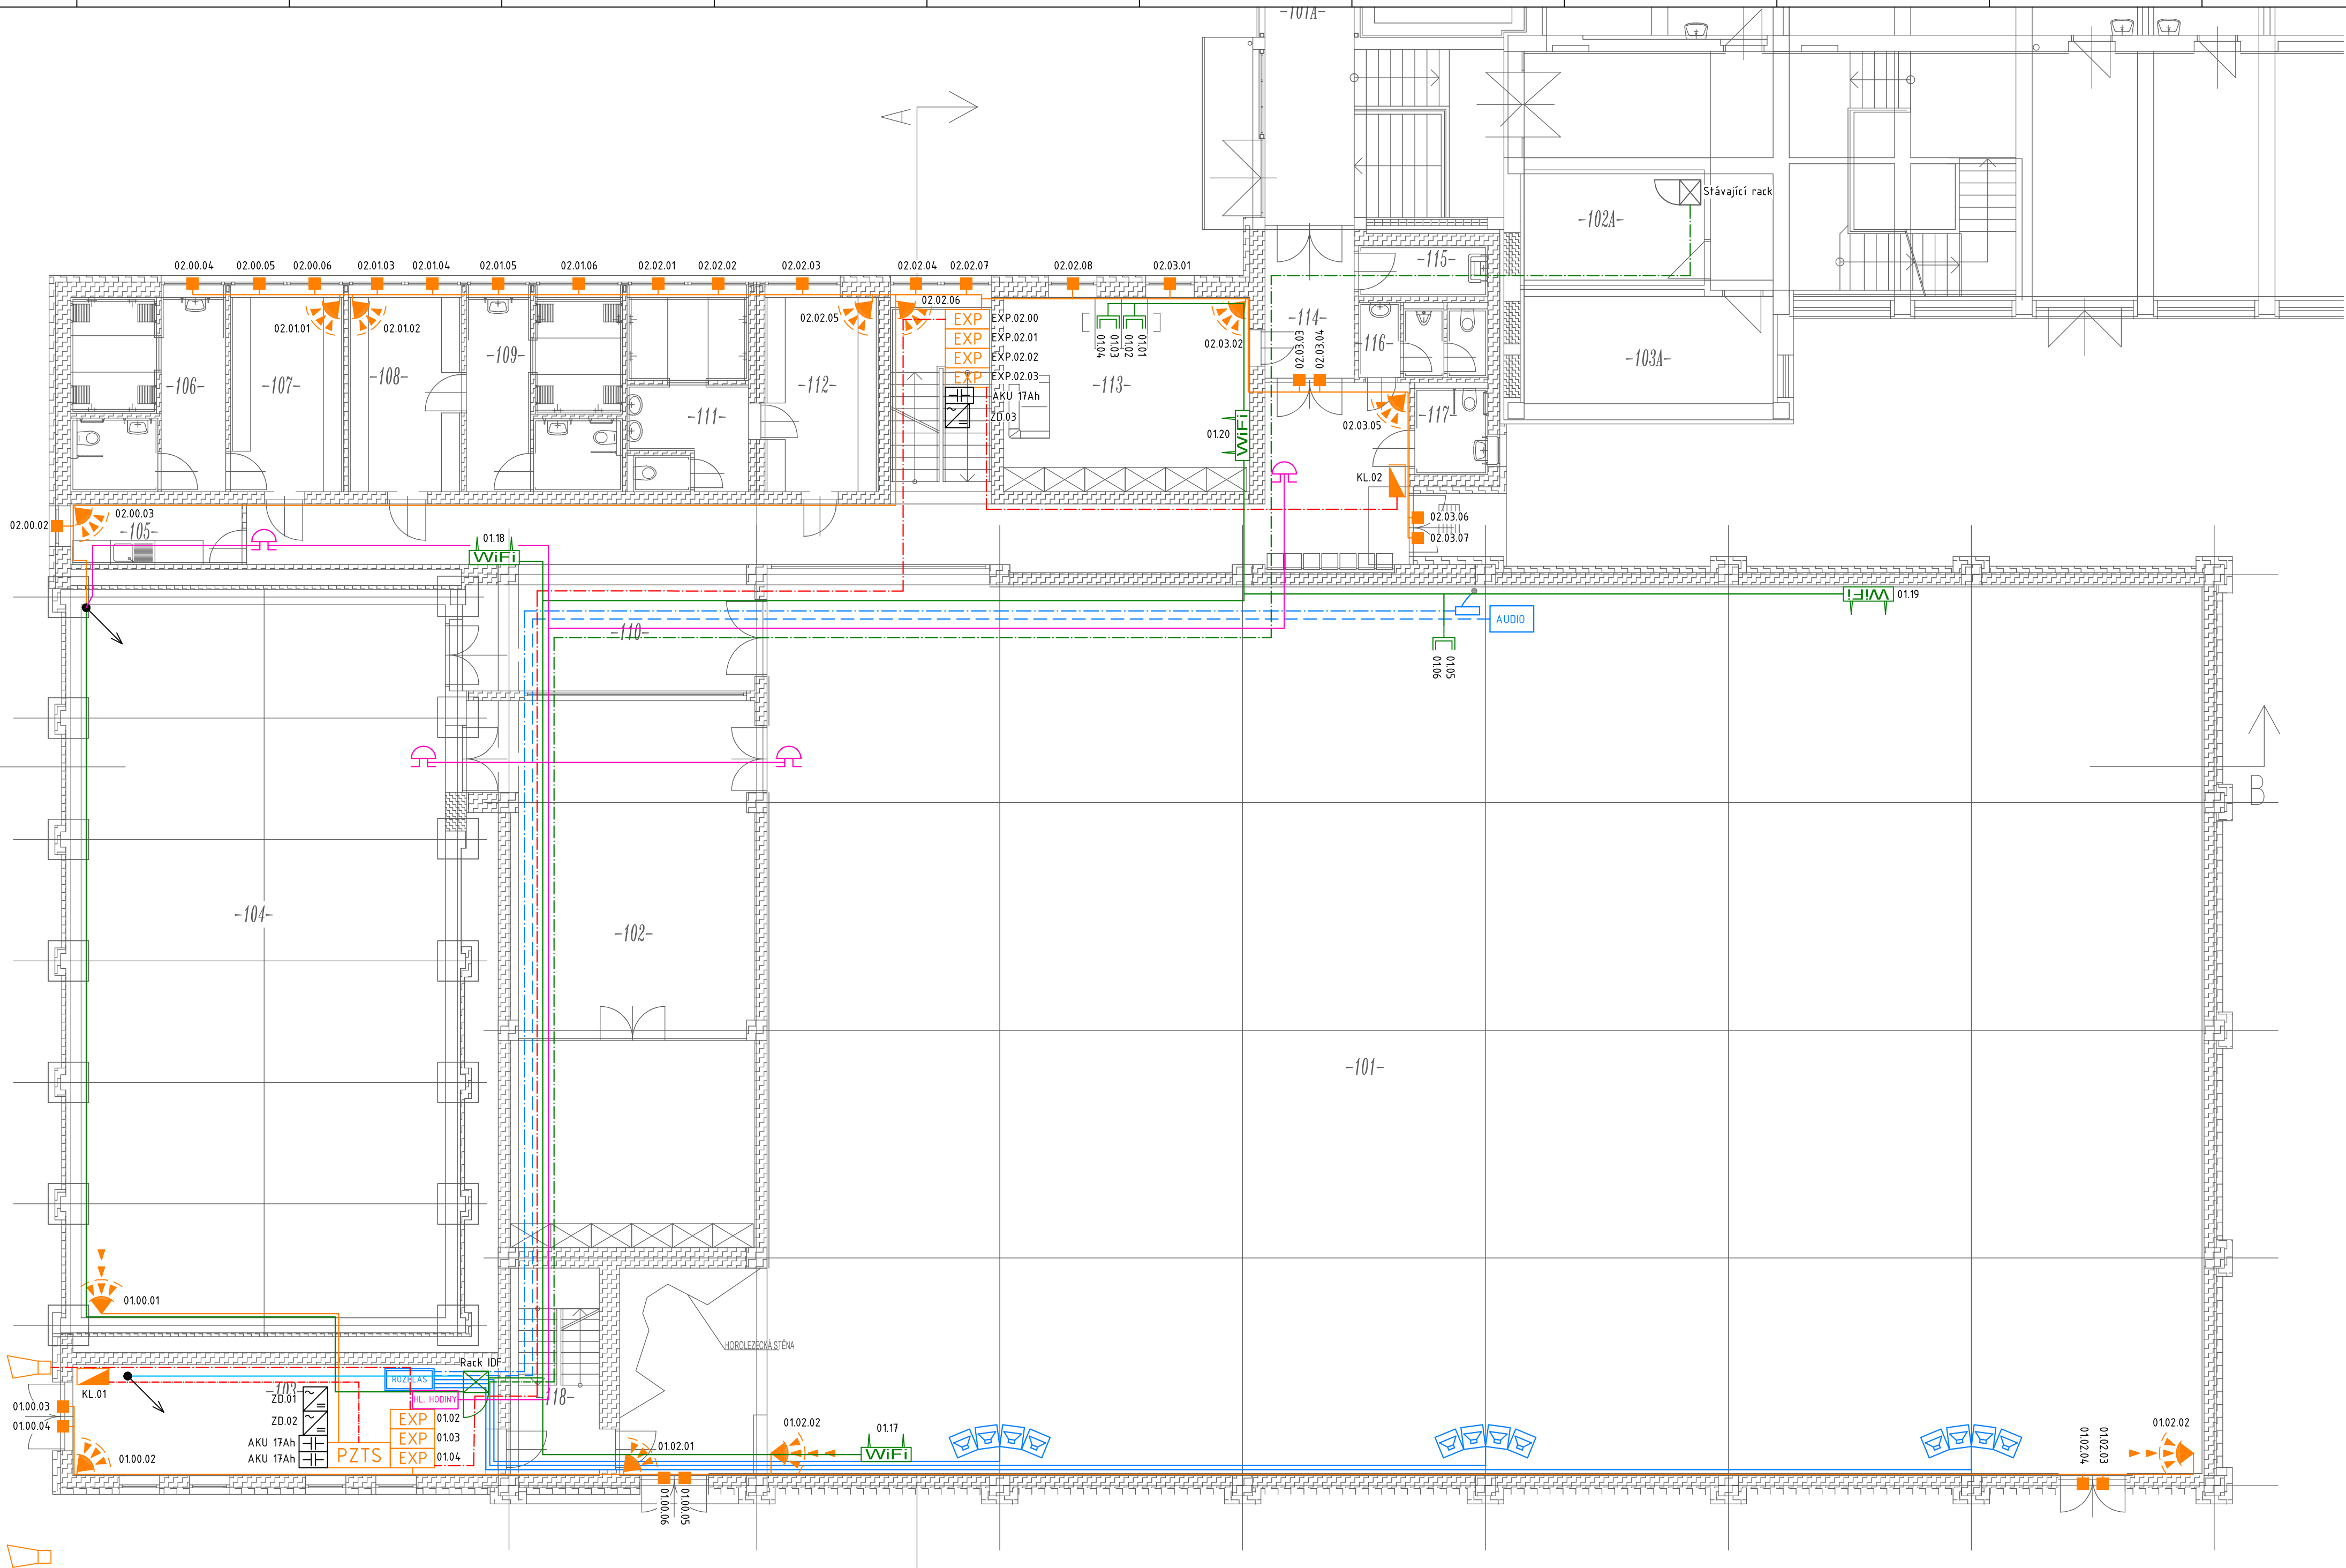 -107A-
A
Stávající rack
-102A-
-115-
02.00.04
02.00.05
02.00.06
02.01.03
02.01.04
02.01.05
02.01.06
02.02.01
02.02.02
02.02.03
02.02.04
02.02.07
02.02.08
02.03.01
02.02.06
EXP
EXP.02.00
EXP
EXP.02.01
EXP
EXP.02.02
EXP
EXP.02.03
AKU 17Ah
ZD.03
02.01.01
02.01.02
02.02.05
02.03.02
01.04
01.03
01.02
01.01
-114-
02.03.03
02.03.04
-116-
-103A-
-106-
-107-
-108-
-109-
-111-
-112-
-113-
-117-
02.03.05
01.20
WiFi
KL.02
02.03.06
02.03.07
02.00.02
02.00.03
-105-
01.18
WiFi
WiFi
01.19
AUDIO
-110-
01.06
01.05
B
-104-
-102-
-101-
01.00.01
HOROLEZECKÁ STĚNA
Rack IDF
ROZHLAS
HL. HODINY
KL.01
-103-
-118-
ZD.01
ZD.02
AKU 17Ah
AKU 17Ah
PZTS
EXP
01.02
EXP
01.03
EXP
01.04
01.00.03
01.00.04
01.00.02
01.02.01
01.02.02
01.17
WiFi
01.00.06
01.00.05
01.02.04
01.02.03
01.02.02